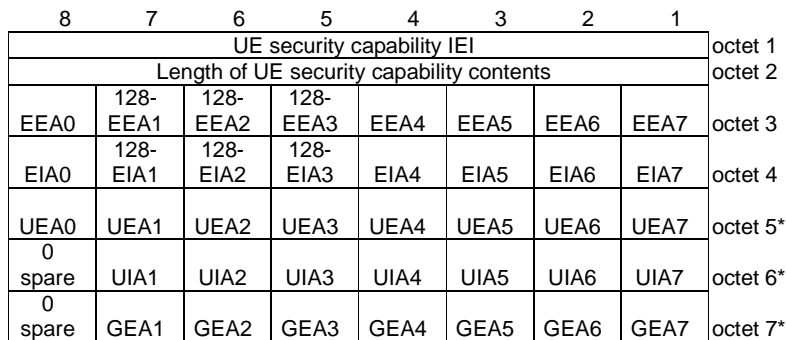 8 7 6 5 4 3 2 1
UE security capability IEI octet 1
Length of UE security capability contents octet 2
128- 128- 128-
EEA0 EEA1 EEA2 EEA3 EEA4 EEA5 EEA6 EEA7 octet 3
128- 128- 128-
EIA0 EIA1 EIA2 EIA3 EIA4 EIA5 EIA6 EIA7 octet 4
UEA0 UEA1 UEA2 UEA3 UEA4 UEA5 UEA6 UEA7 octet 5*
0
spare UIA1 UIA2 UIA3 UIA4 UIA5 UIA6 UIA7 octet 6*
0
spare GEA1 GEA2 GEA3 GEA4 GEA5 GEA6 GEA7 octet 7*